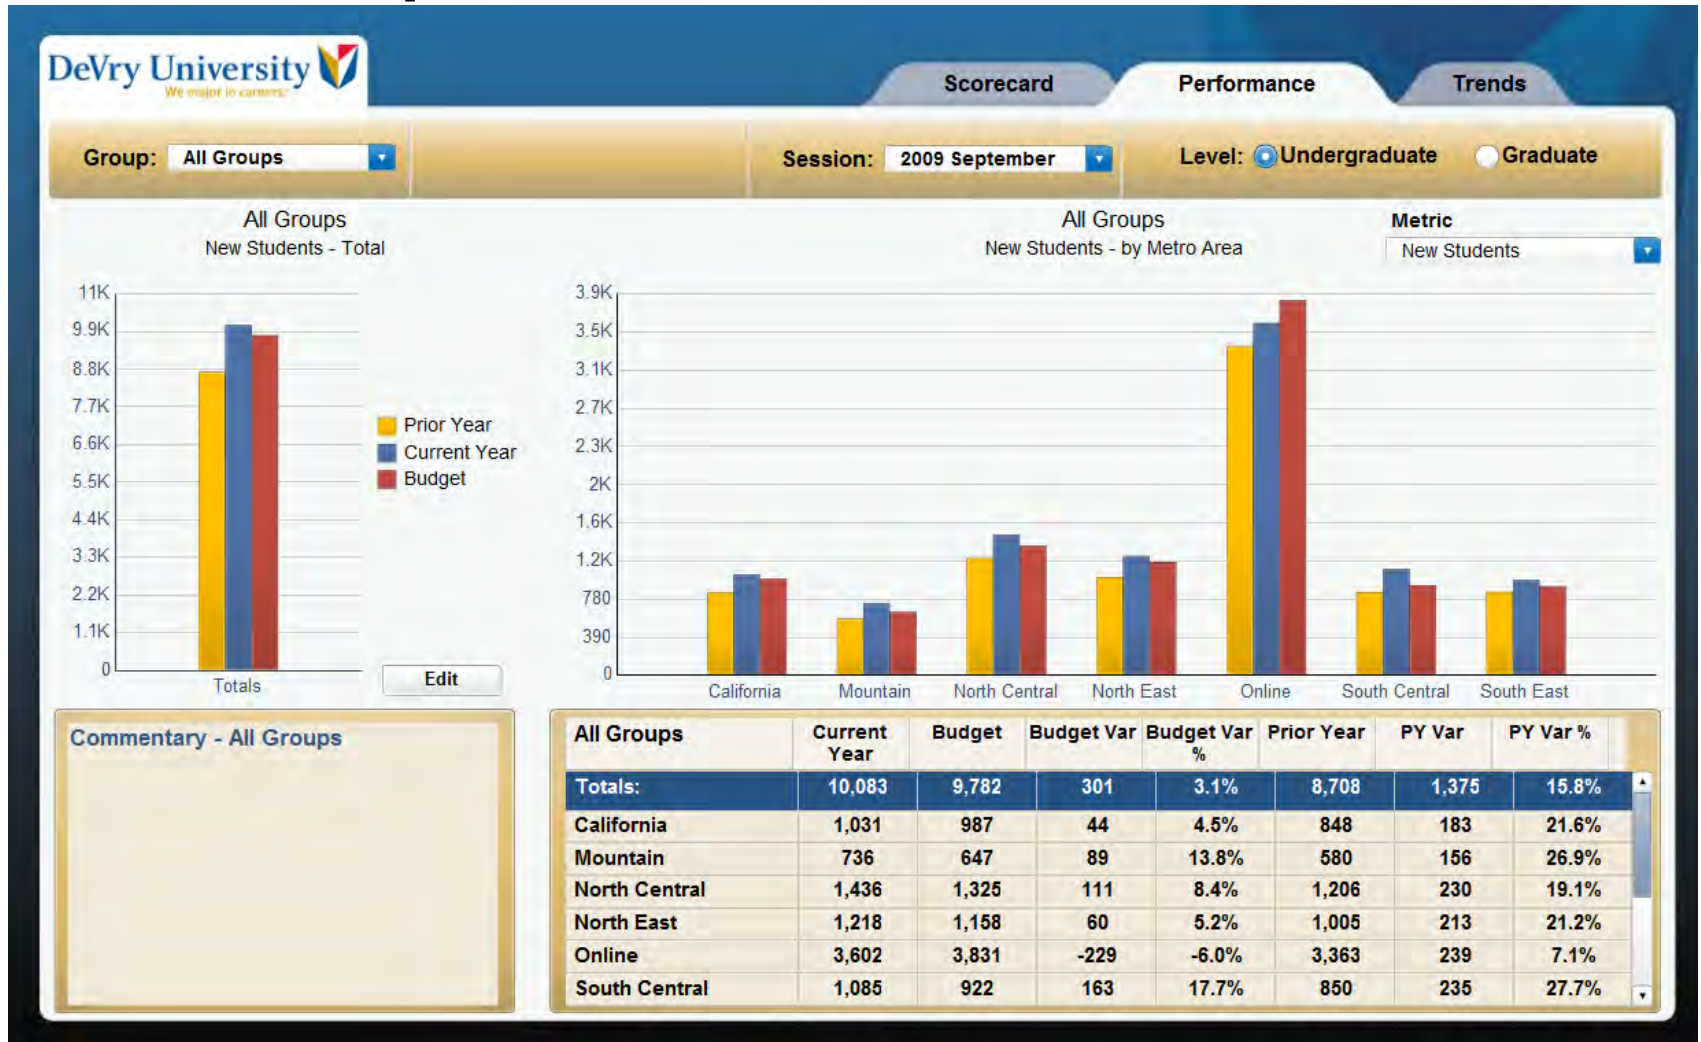 DeVry University
We major in careers.
Scorecard
Performance
Trends
Group: All Groups
Session: 2009 September
Level: Undergraduate Graduate
All Groups
New Students - Total
All Groups
New Students - by Metro Area
Metric
New Students
11K
9.9K
8.8K
7.7K
6.6K
5.5K
4.4K
3.3K
2.2K
1.1K
0
Totals
Prior Year
Current Year
Budget
Edit
3.9K
3.5K
3.1K
2.7K
2.3K
2K
1.6K
1.2K
780
390
0
California Mountain North Central North East Online South Central South East
Commentary - All Groups
All Groups Current Year Budget Budget Var Budget Var % Prior Year PY Var PY Var %
Totals: 10,083 9,782 301 3.1% 8,708 1,375 15.8%
California 1,031 987 44 4.5% 848 183 21.6%
Mountain 736 647 89 13.8% 580 156 26.9%
North Central 1,436 1,325 111 8.4% 1,206 230 19.1%
North East 1,218 1,158 60 5.2% 1,005 213 21.2%
Online 3,602 3,831 -229 -6.0% 3,363 239 7.1%
South Central 1,085 922 163 17.7% 850 235 27.7%